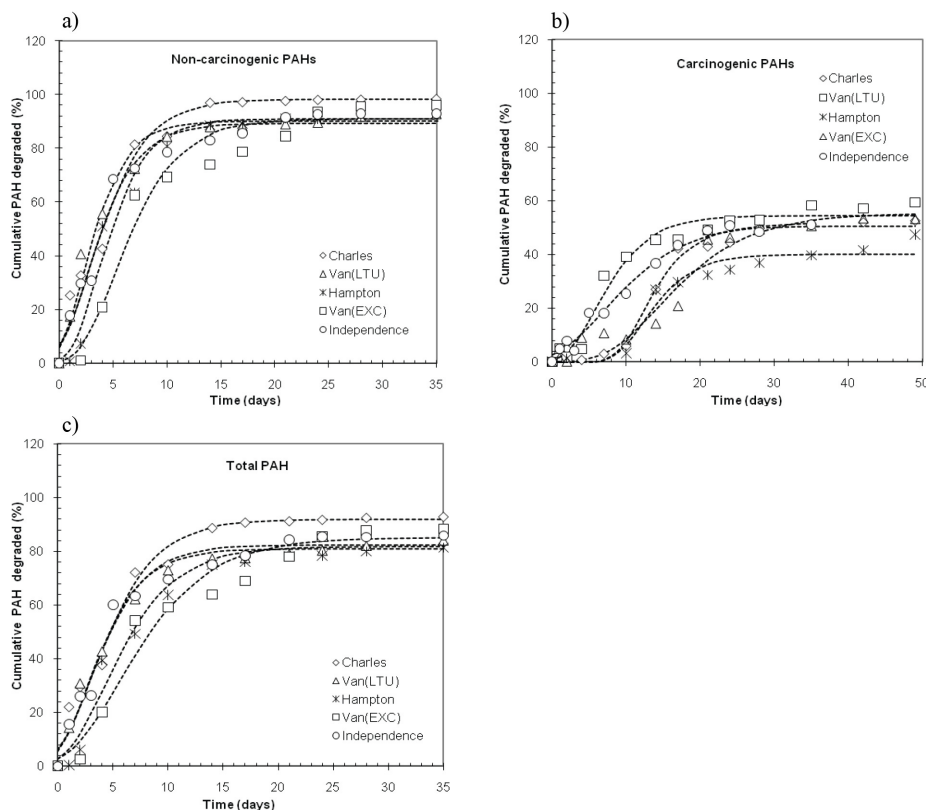 a)
Non-carcinogenic PAHs
Cumulative PAH degraded (%)
120
100
80
60
40
20
0
Charles
Van(LTU)
Hampton
Van(EXC)
Independence
0 5 10 15 20 25 30 35
Time (days)
b)
Carcinogenic PAHs
Cumulative PAH degraded (%)
120
100
80
60
40
20
0
Charles
Van(LTU)
Hampton
Van(EXC)
Independence
0 10 20 30 40 50
Time (days)
c)
Total PAH
Cumulative PAH degraded (%)
120
100
80
60
40
20
0
Charles
Van(LTU)
Hampton
Van(EXC)
Independence
0 5 10 15 20 25 30 35
Time (days)